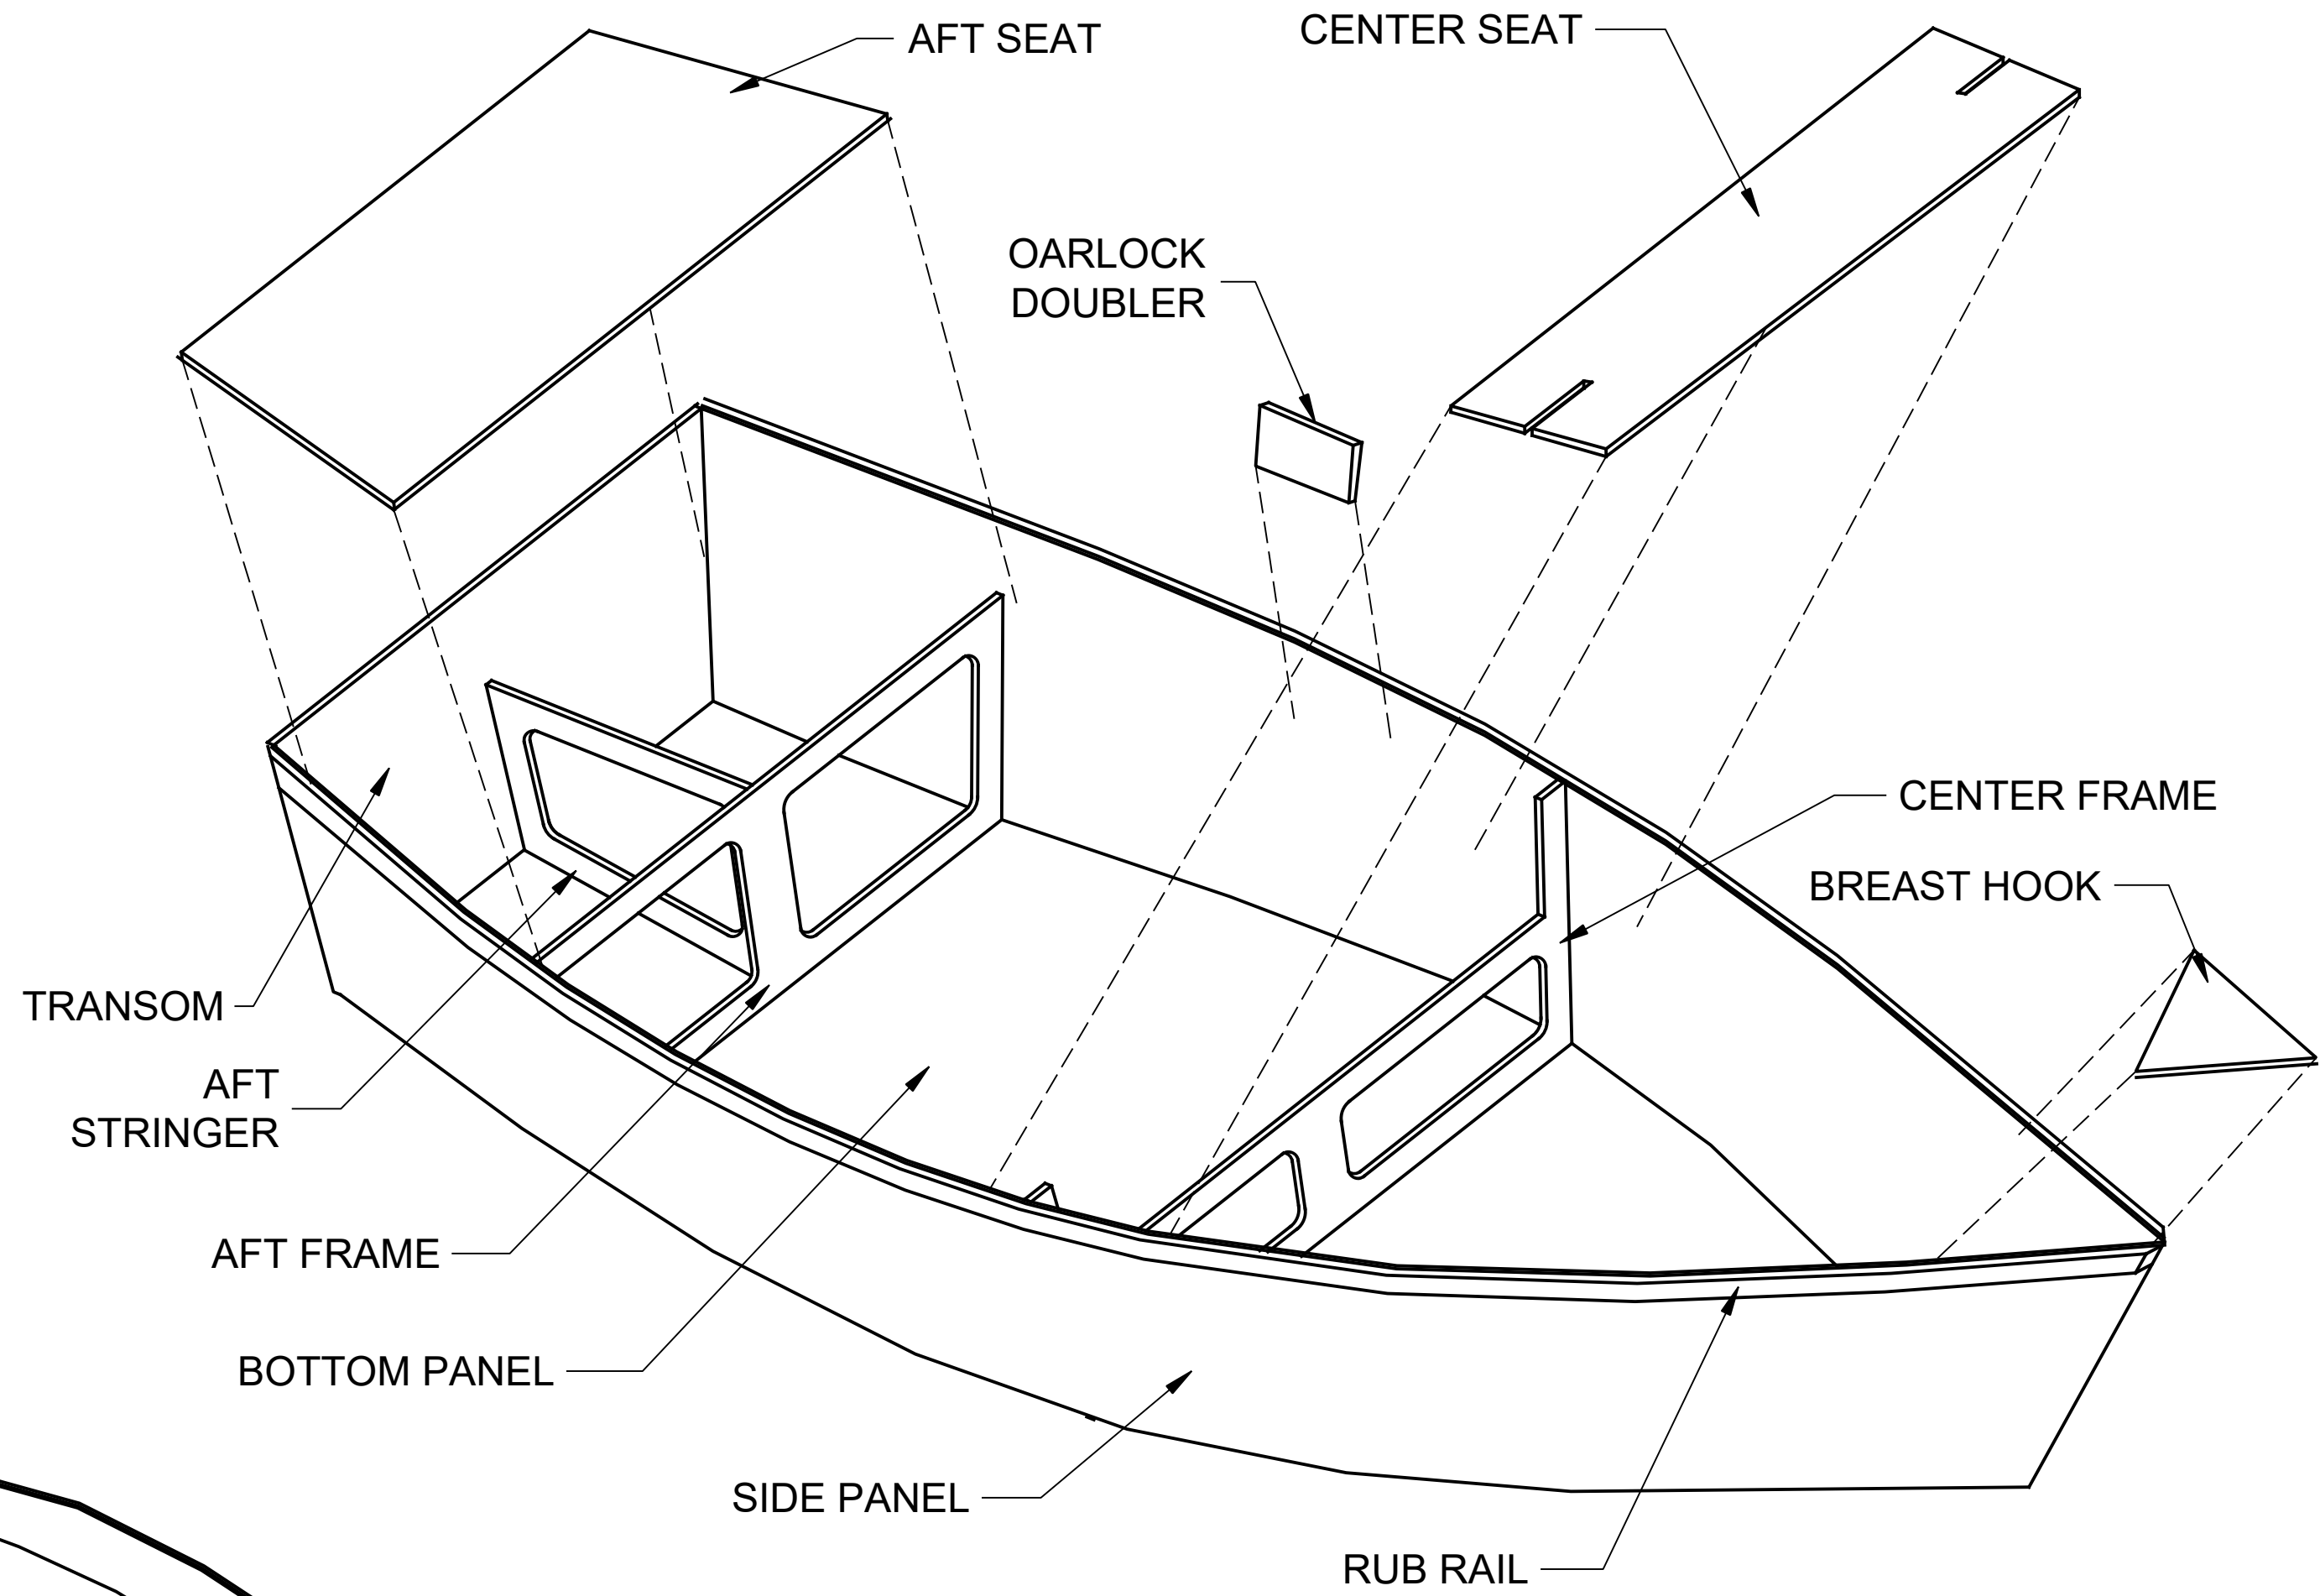 AFT SEAT
CENTER SEAT
OARLOCK
DOUBLER
CENTER FRAME
BREAST HOOK
TRANSOM
AFT
STRINGER
AFT FRAME
BOTTOM PANEL
SIDE PANEL
RUB RAIL